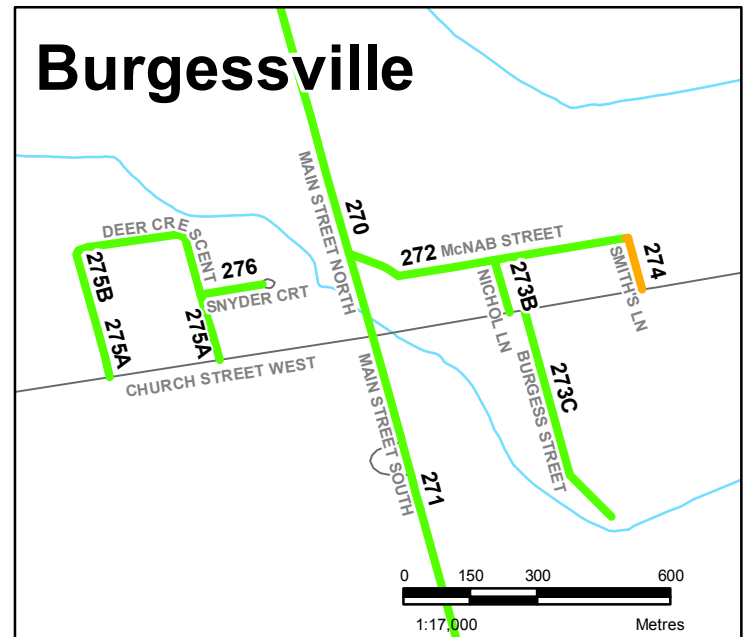 Burgessville
MAIN STREET NORTH
270
DEER CRESCENT
272
McNAB STREET
274
SMITH'S LN
276
275B
SNYDER CRT
273B
NICHOL LN
275A
275A
CHURCH STREET WEST
BURGESS STREET
273C
MAIN STREET SOUTH
271
0 150 300 600
1:17,000 Metres